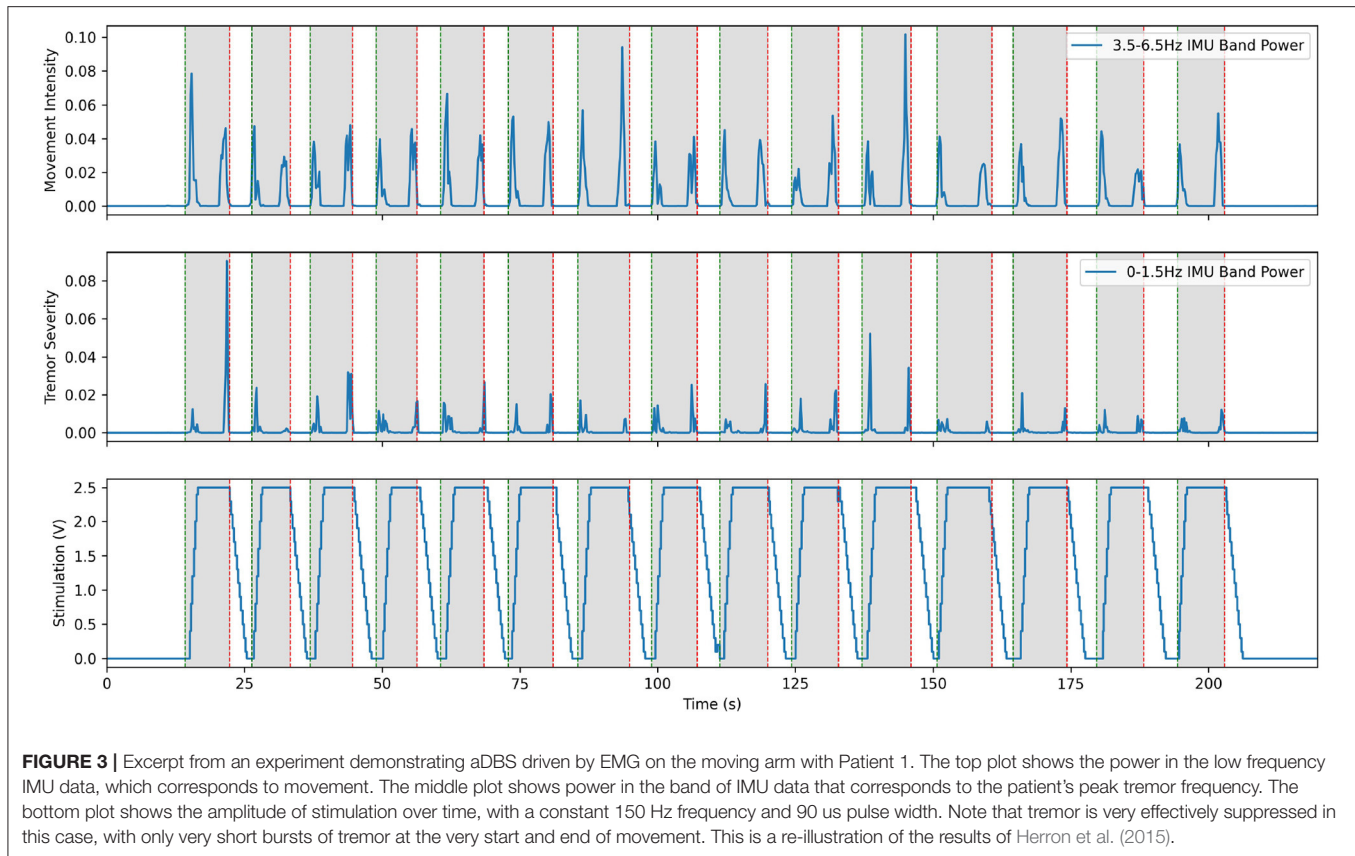 3.5-6.5Hz IMU Band Power
Movement Intensity
0.10
0.08
0.06
0.04
0.02
0.00
0 25 50 75 100 125 150 175 200
0-1.5Hz IMU Band Power
Tremor Severity
0.08
0.06
0.04
0.02
0.00
Stimulation (V)
2.5
2.0
1.5
1.0
0.5
0.0
0 25 50 75 100 125 150 175 200
Time (s)
FIGURE 3 | Excerpt from an experiment demonstrating aDBS driven by EMG on the moving arm with Patient 1. The top plot shows the power in the low frequency
IMU data, which corresponds to movement. The middle plot shows power in the band of IMU data that corresponds to the patient's peak tremor frequency. The
bottom plot shows the amplitude of stimulation over time, with a constant 150 Hz frequency and 90 us pulse width. Note that tremor is very effectively suppressed in
this case, with only very short bursts of tremor at the very start and end of movement. This is a re-illustration of the results of Herron et al. (2015).